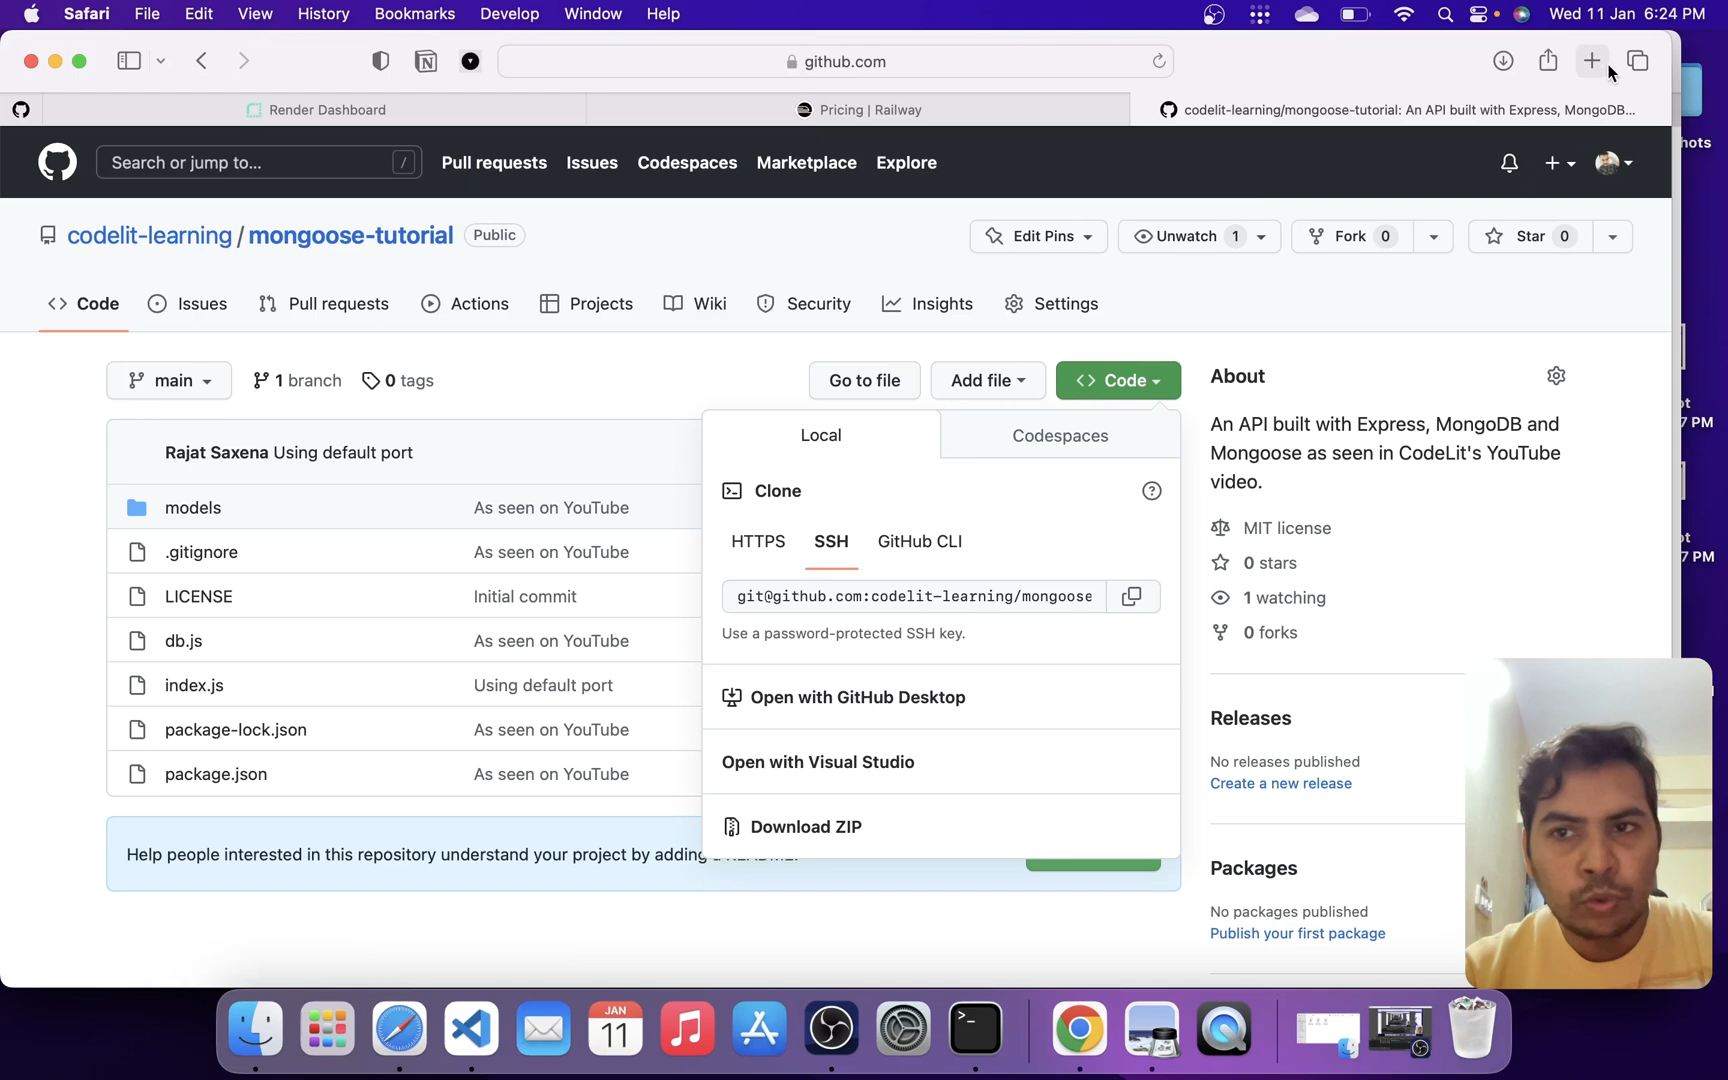 Safari File Edit View History Bookmarks Develop Window Help Wed 11 Jan 6:24 PM
github.com
Render Dashboard Pricing | Railway codelit-learning/mongoose-tutorial: An API built with Express, MongoDB...
Search or jump to... / Pull requests Issues Codespaces Marketplace Explore
codelit-learning / mongoose-tutorial Public Edit Pins Unwatch 1 Fork 0 Star 0
Code Issues Pull requests Actions Projects Wiki Security Insights Settings
main 1 branch 0 tags Go to file Add file Code
Rajat Saxena Using default port
models As seen on YouTube
.gitignore As seen on YouTube
LICENSE Initial commit
db.js As seen on YouTube
index.js Using default port
package-lock.json As seen on YouTube
package.json As seen on YouTube
Help people interested in this repository understand your project by adding
Local Codespaces
Clone
HTTPS SSH GitHub CLI
git@github.com:codelit-learning/mongoose
Use a password-protected SSH key.
Open with GitHub Desktop
Open with Visual Studio
Download ZIP
About
An API built with Express, MongoDB and
Mongoose as seen in CodeLit's YouTube
video.
MIT license
0 stars
1 watching
0 forks
Releases
No releases published
Create a new release
Packages
No packages published
Publish your first package
hots
7 PM
7 PM
JAN
11